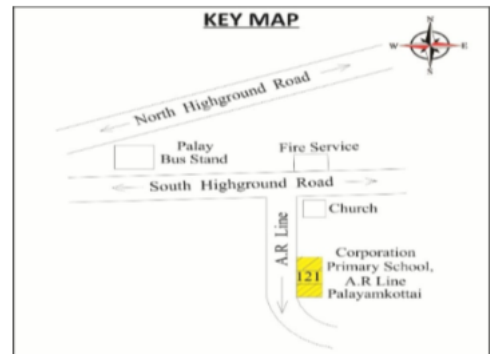 KEY MAP
N
W E
S
North Highground Road
Palay
Bus Stand
Fire Service
South Highground Road
Church
A.R Line
121
Corporation
Primary School,
A.R Line
Palayamkottai